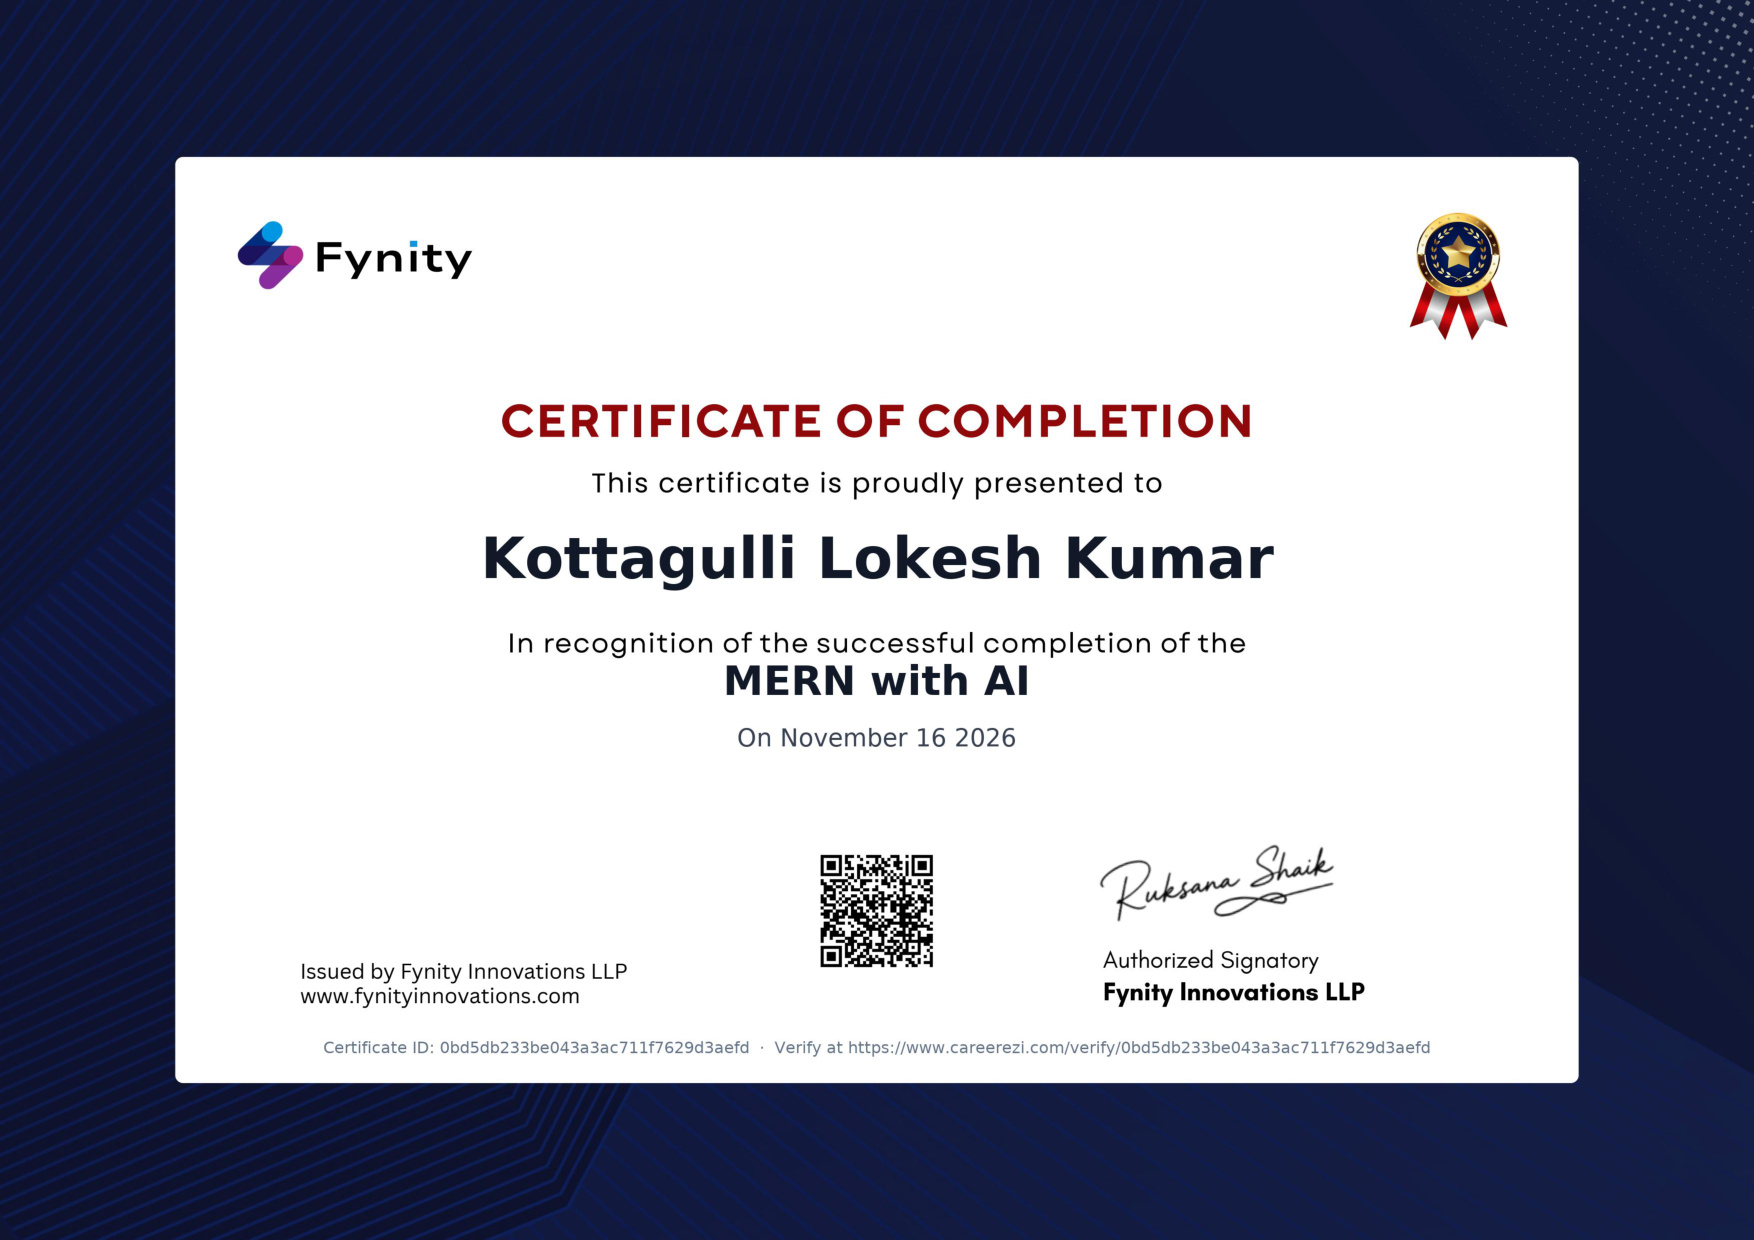 Fynity
CERTIFICATE OF COMPLETION
This certificate is proudly presented to
Kottagulli Lokesh Kumar
In recognition of the successful completion of the
MERN with AI
On November 16 2026
Ruksana Shaik
Issued by Fynity Innovations LLP
www.fynityinnovations.com
Authorized Signatory
Fynity Innovations LLP
Certificate ID: 0bd5db233be043a3ac711f7629d3aefd · Verify at https://www.careerezi.com/verify/0bd5db233be043a3ac711f7629d3aefd